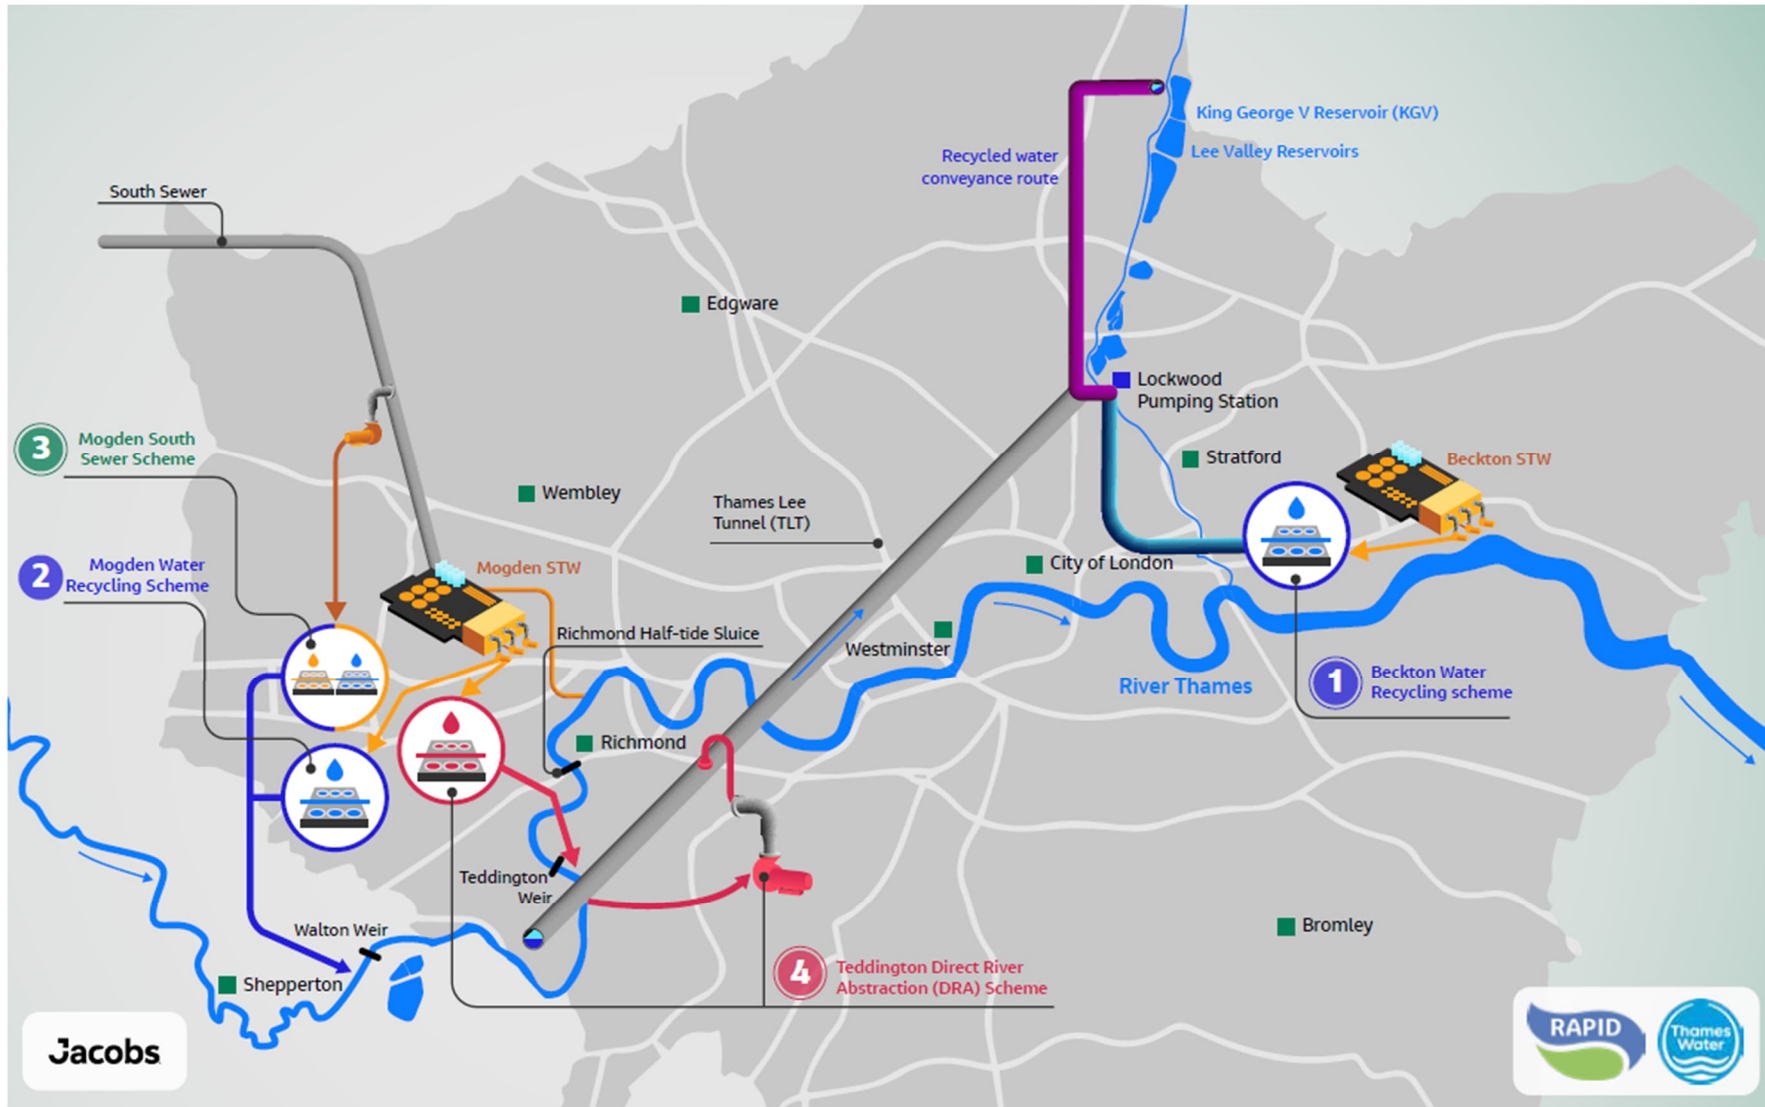 King George V Reservoir (KGV)
Lee Valley Reservoirs
Recycled water
conveyance route
South Sewer
Edgware
Lockwood
Pumping Station
3
Mogden South
Sewer Scheme
Stratford
Beckton STW
Wembley
Thames Lee
Tunnel (TLT)
2
Mogden Water
Recycling Scheme
Mogden STW
City of London
Richmond Half-tide Sluice
Westminster
River Thames
1
Beckton Water
Recycling scheme
Richmond
Teddington
Weir
Walton Weir
Bromley
4
Teddington Direct River
Abstraction (DRA) Scheme
Shepperton
Jacobs
RAPID
Thames
Water